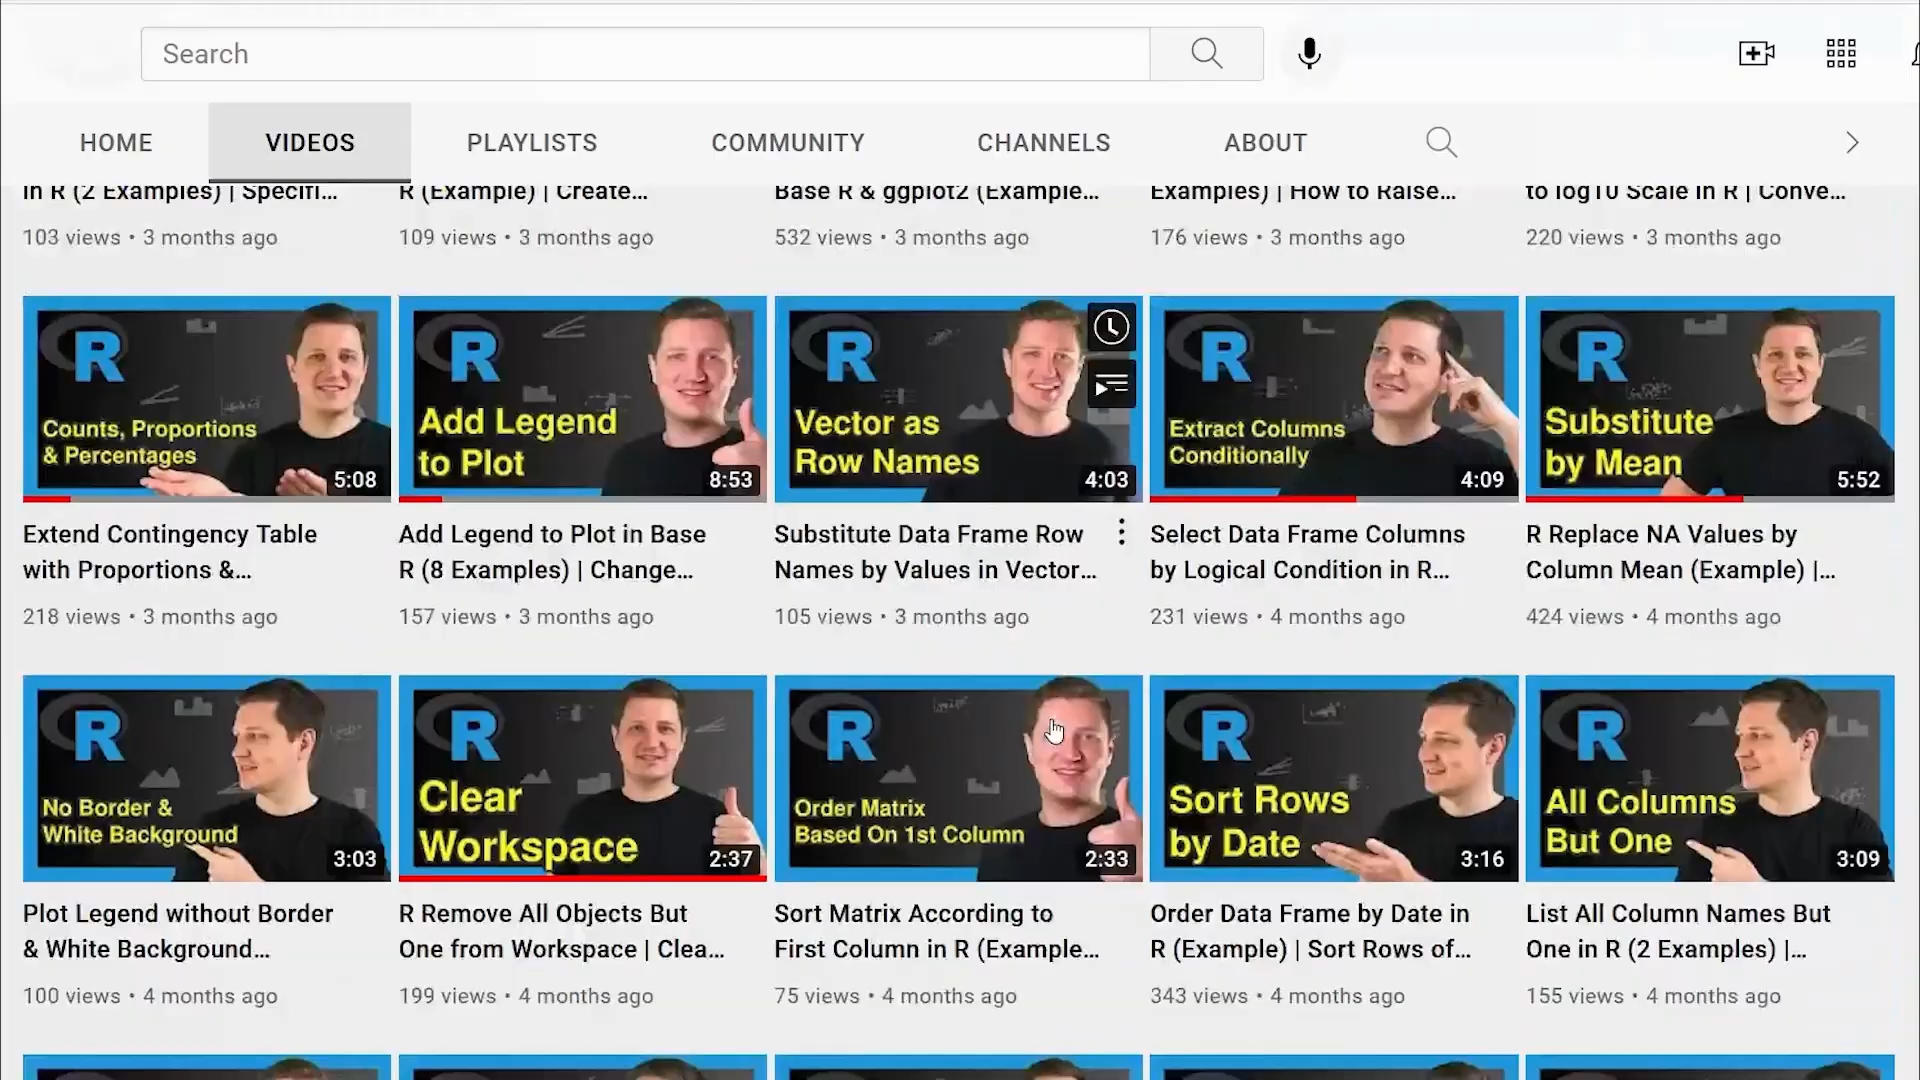 Search
HOME
VIDEOS
PLAYLISTS
COMMUNITY
CHANNELS
ABOUT
in R (2 Examples) | Specifi...
R (Example) | Create...
Base R & ggplot2 (Example...
Examples) | How to Raise...
to log10 Scale in R | Conve...
103 views • 3 months ago
109 views • 3 months ago
532 views • 3 months ago
176 views • 3 months ago
220 views • 3 months ago
R
Counts, Proportions
& Percentages
5:08
R
Add Legend
to Plot
8:53
R
Vector as
Row Names
4:03
R
Extract Columns
Conditionally
4:09
R
Substitute
by Mean
5:52
Extend Contingency Table
with Proportions &...
218 views • 3 months ago
Add Legend to Plot in Base
R (8 Examples) | Change...
157 views • 3 months ago
Substitute Data Frame Row
Names by Values in Vector...
105 views • 3 months ago
Select Data Frame Columns
by Logical Condition in R...
231 views • 4 months ago
R Replace NA Values by
Column Mean (Example) |...
424 views • 4 months ago
R
No Border &
White Background
3:03
R
Clear
Workspace
2:37
R
Order Matrix
Based On 1st Column
2:33
R
Sort Rows
by Date
3:16
R
All Columns
But One
3:09
Plot Legend without Border
& White Background...
100 views • 4 months ago
R Remove All Objects But
One from Workspace | Clea...
199 views • 4 months ago
Sort Matrix According to
First Column in R (Example...
75 views • 4 months ago
Order Data Frame by Date in
R (Example) | Sort Rows of...
343 views • 4 months ago
List All Column Names But
One in R (2 Examples) |...
155 views • 4 months ago